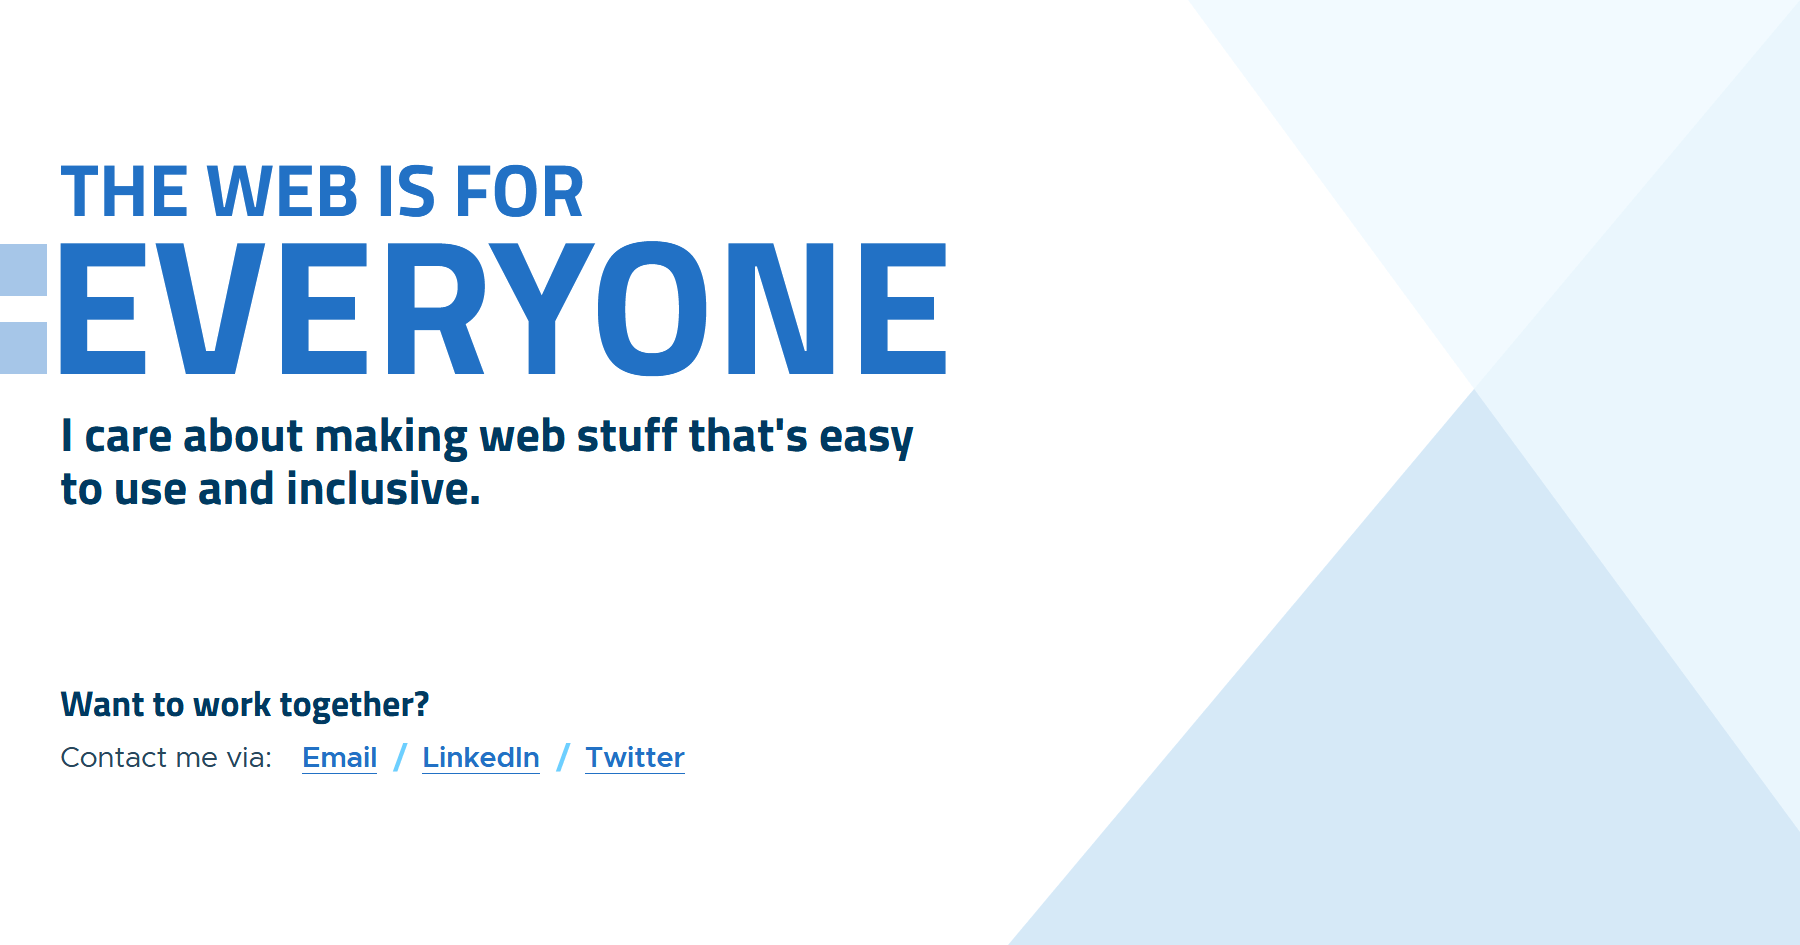 THE WEB IS FOR
EVERYONE
I care about making web stuff that's easy
to use and inclusive.
Want to work together?
Contact me via: Email / LinkedIn / Twitter